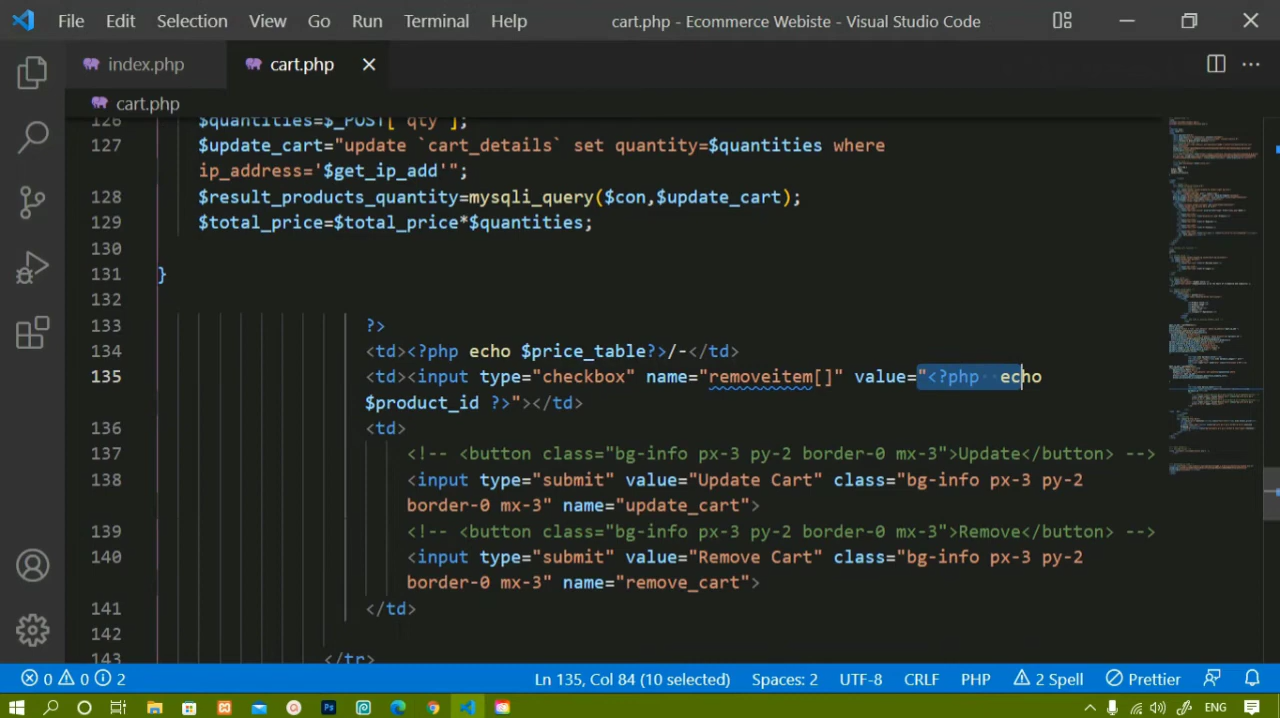 File Edit Selection View Go Run Terminal Help cart.php - Ecommerce Webiste - Visual Studio Code
index.php cart.php
cart.php
126 $quantities=$_POST['qty'];
127 $update_cart="update `cart_details` set quantity=$quantities where
ip_address='$get_ip_add'";
128 $result_products_quantity=mysqli_query($con,$update_cart);
129 $total_price=$total_price*$quantities;
130
131 }
132
133 ?>
134 <td><?php echo $price_table?>/-</td>
135 <td><input type="checkbox" name="removeitem[]" value="<?php  echo
$product_id ?>"></td>
136 <td>
137 <!-- <button class="bg-info px-3 py-2 border-0 mx-3">Update</button> -->
138 <input type="submit" value="Update Cart" class="bg-info px-3 py-2
border-0 mx-3" name="update_cart">
139 <!-- <button class="bg-info px-3 py-2 border-0 mx-3">Remove</button> -->
140 <input type="submit" value="Remove Cart" class="bg-info px-3 py-2
border-0 mx-3" name="remove_cart">
141 </td>
142
143 </tr>
0 0 2 Ln 135, Col 84 (10 selected) Spaces: 2 UTF-8 CRLF PHP 2 Spell Prettier
Ps ENG